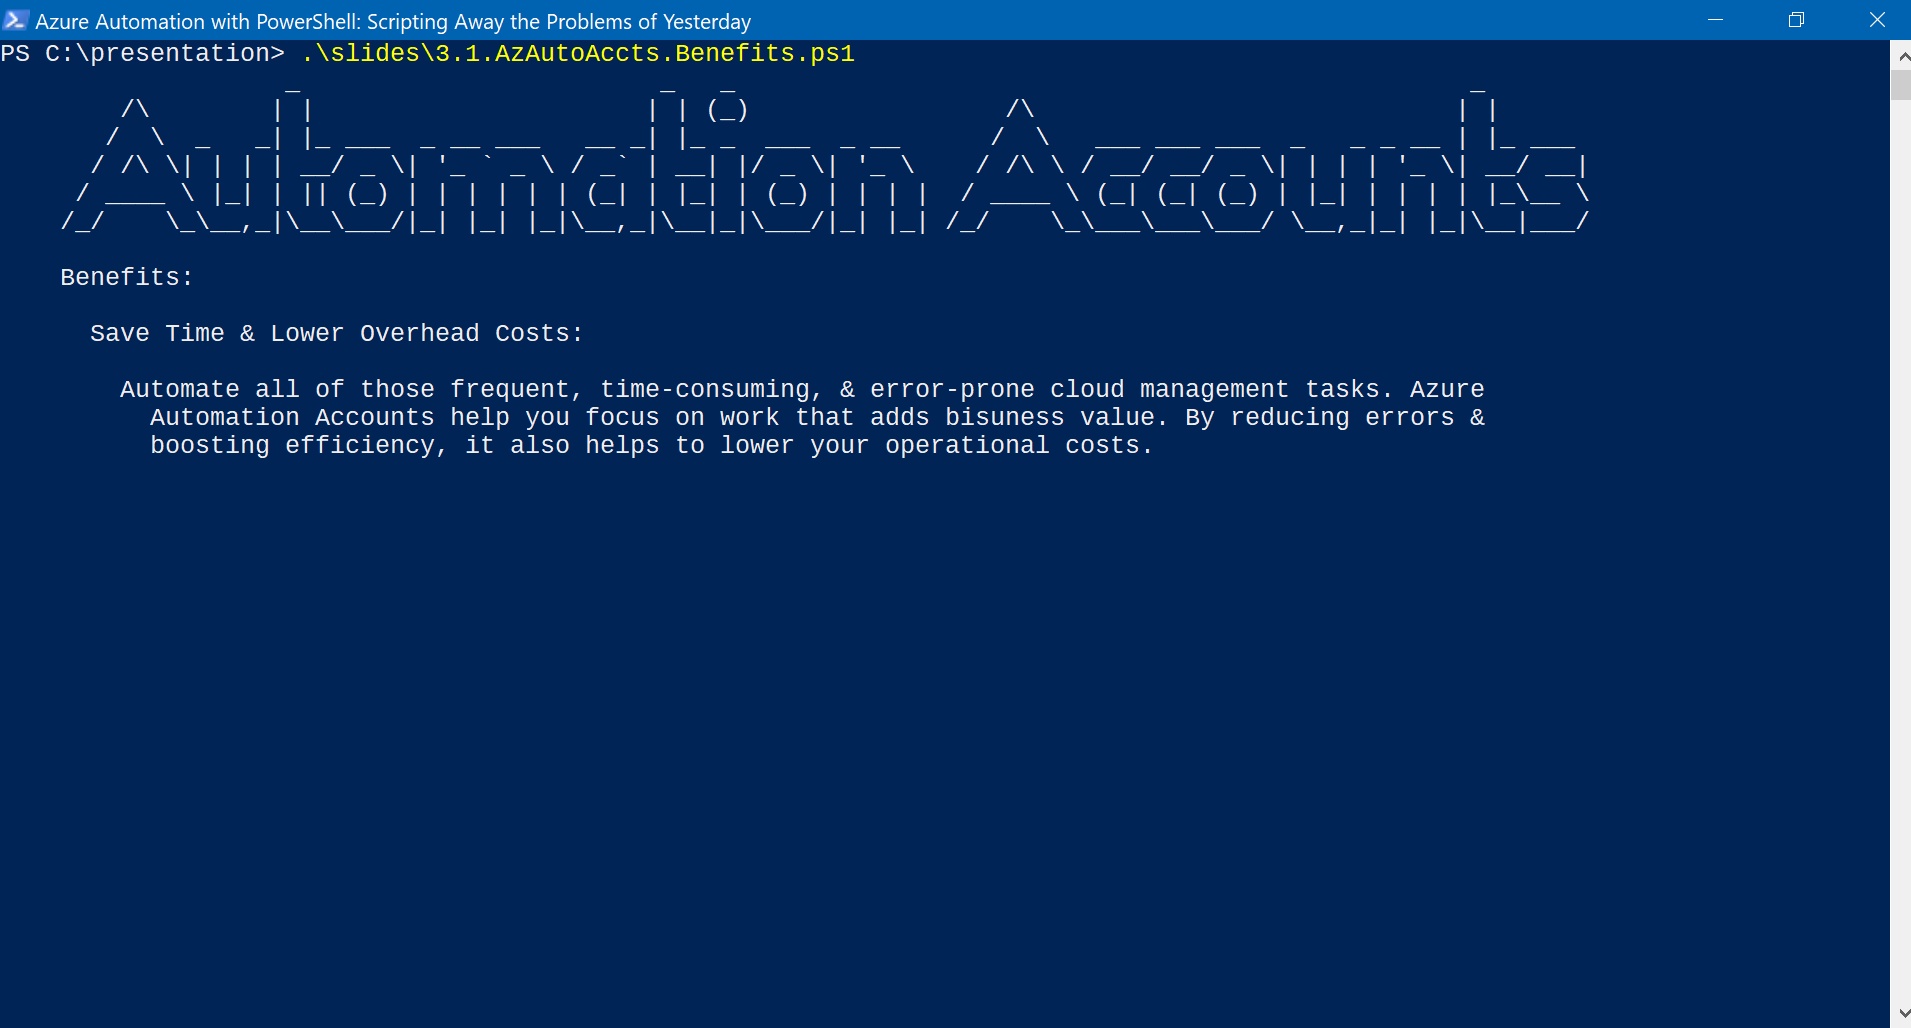 Azure Automation with PowerShell: Scripting Away the Problems of Yesterday
PS C:\presentation> .\slides\3.1.AzAutoAccts.Benefits.ps1
Automation Accounts
Benefits:
Save Time & Lower Overhead Costs:
Automate all of those frequent, time-consuming, & error-prone cloud management tasks. Azure
Automation Accounts help you focus on work that adds bisuness value. By reducing errors &
boosting efficiency, it also helps to lower your operational costs.